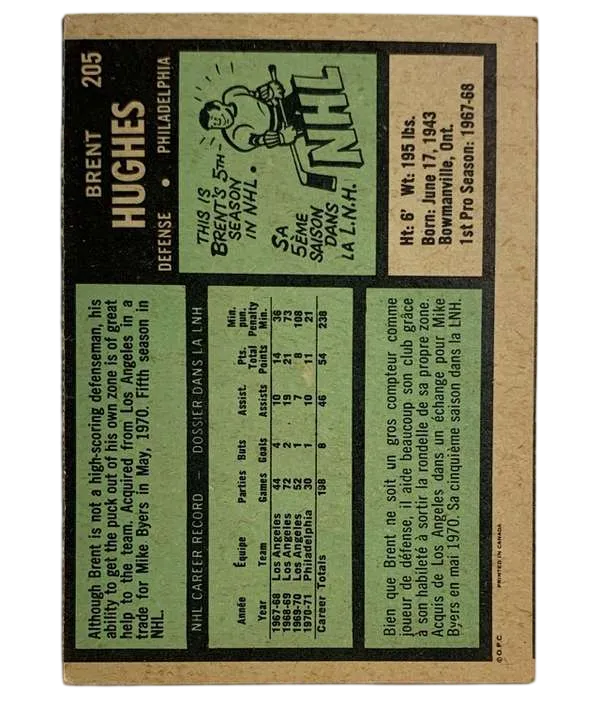 Although Brent is not a high-scoring defenseman, his
ability to get the puck out of his own zone is of great
help to the team. Acquired from Los Angeles in a
trade for Mike Byers in May, 1970. Fifth season in
NHL.
BRENT 205
HUGHES
DEFENSE • PHILADELPHIA
NHL CAREER RECORD — DOSSIER DANS LA LNH
Année Équipe Parties Buts Assist. Pts. Min. pun.
Year Team Games Goals Assists Total Points Penalty Min.
1967-68 Los Angeles 44 4 10 14 36
1968-69 Los Angeles 72 2 19 21 73
1969-70 Los Angeles 52 1 7 8 108
1970-71 Philadelphia 30 1 10 11 21
Career Totals 198 8 46 54 238
THIS IS
BRENT'S 5TH
SEASON
IN NHL.
SA
5ÈME
SAISON
DANS
LA L.N.H.
NHL
Bien que Brent ne soit un gros compteur comme
joueur de défense, il aide beaucoup son club grâce
à son habileté à sortir la rondelle de sa propre zone.
Acquis de Los Angeles dans un échange pour Mike
Byers en mai 1970. Sa cinquième saison dans la LNH.
Ht: 6' Wt: 195 lbs.
Born: June 17, 1943
Bowmanville, Ont.
1st Pro Season: 1967-68
© O.P.C. PRINTED IN CANADA